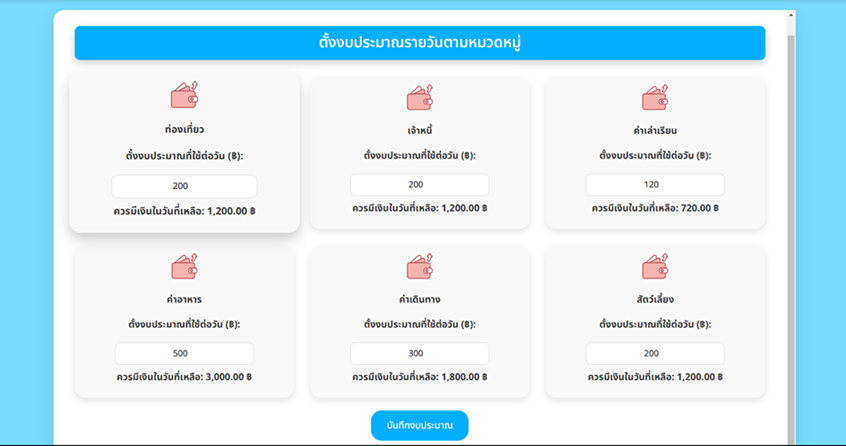 ตั้งงบประมาณรายวันตามหมวดหมู่
ท่องเที่ยว
ตั้งงบประมาณที่ใช้ต่อวัน (฿):
200
ควรมีเงินในวันที่เหลือ: 1,200.00 ฿
เจ้าหนี้
ตั้งงบประมาณที่ใช้ต่อวัน (฿):
200
ควรมีเงินในวันที่เหลือ: 1,200.00 ฿
ค่าเล่าเรียน
ตั้งงบประมาณที่ใช้ต่อวัน (฿):
120
ควรมีเงินในวันที่เหลือ: 720.00 ฿
ค่าอาหาร
ตั้งงบประมาณที่ใช้ต่อวัน (฿):
500
ควรมีเงินในวันที่เหลือ: 3,000.00 ฿
ค่าเดินทาง
ตั้งงบประมาณที่ใช้ต่อวัน (฿):
300
ควรมีเงินในวันที่เหลือ: 1,800.00 ฿
สัตว์เลี้ยง
ตั้งงบประมาณที่ใช้ต่อวัน (฿):
200
ควรมีเงินในวันที่เหลือ: 1,200.00 ฿
บันทึกงบประมาณ